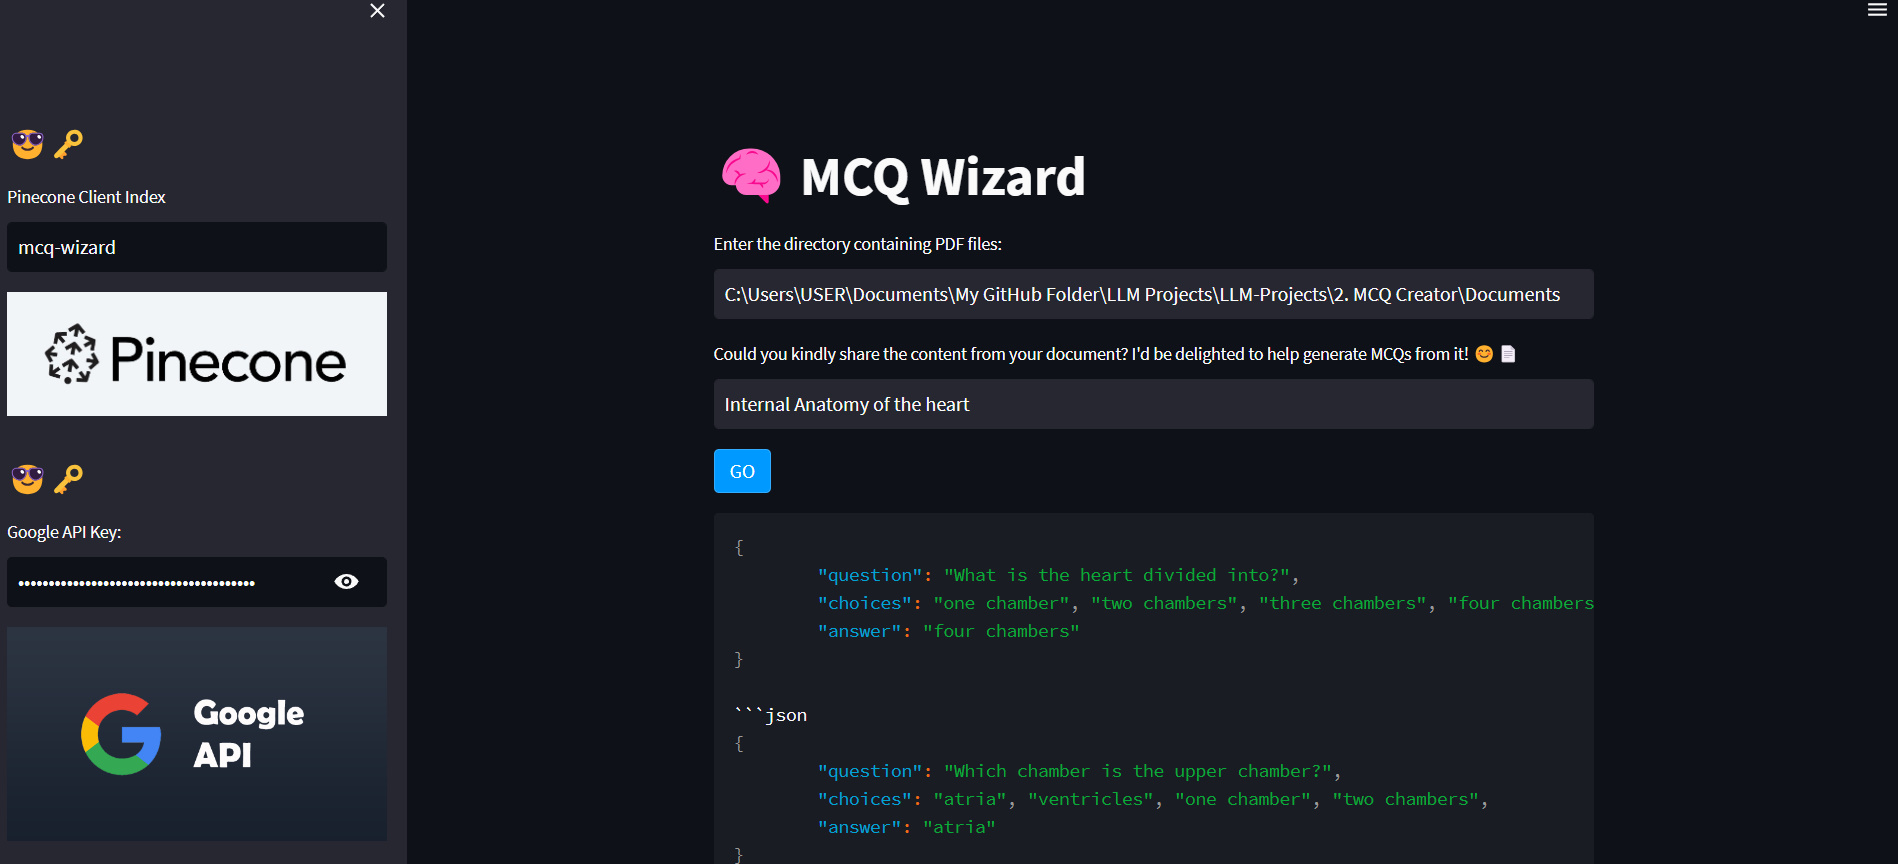 Pinecone Client Index
mcq-wizard
Pinecone
Google API Key:
Google
API
MCQ Wizard
Enter the directory containing PDF files:
C:\Users\USER\Documents\My GitHub Folder\LLM Projects\LLM-Projects\2. MCQ Creator\Documents
Could you kindly share the content from your document? I'd be delighted to help generate MCQs from it! 😊 📄
Internal Anatomy of the heart
GO
{
"question": "What is the heart divided into?",
"choices": "one chamber", "two chambers", "three chambers", "four chambers
"answer": "four chambers"
}
```json
{
"question": "Which chamber is the upper chamber?",
"choices": "atria", "ventricles", "one chamber", "two chambers",
"answer": "atria"
}